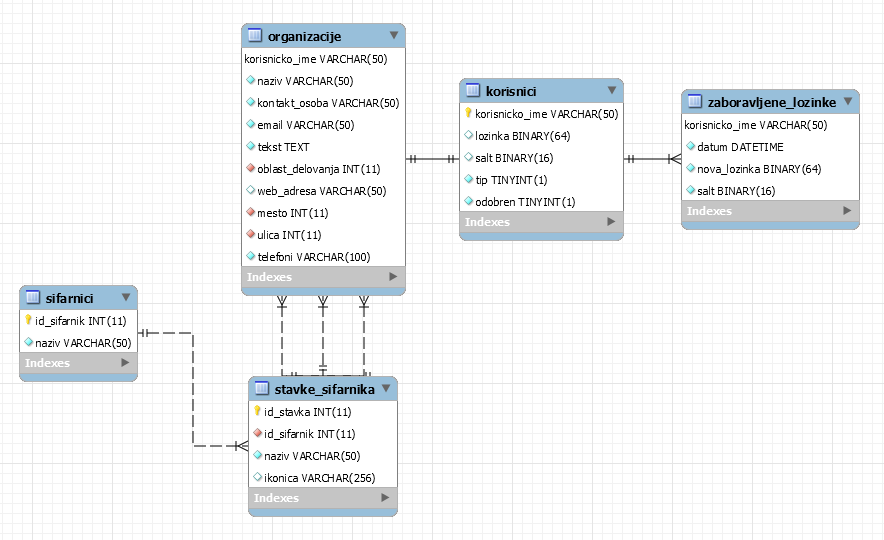 organizacije
korisnicko_ime VARCHAR(50)
naziv VARCHAR(50)
kontakt_osoba VARCHAR(50)
email VARCHAR(50)
tekst TEXT
oblast_delovanja INT(11)
web_adresa VARCHAR(50)
mesto INT(11)
ulica INT(11)
telefoni VARCHAR(100)
Indexes
korisnici
korisnicko_ime VARCHAR(50)
lozinka BINARY(64)
salt BINARY(16)
tip TINYINT(1)
odobren TINYINT(1)
Indexes
zaboravljene_lozinke
korisnicko_ime VARCHAR(50)
datum DATETIME
nova_lozinka BINARY(64)
salt BINARY(16)
Indexes
sifarnici
id_sifarnik INT(11)
naziv VARCHAR(50)
Indexes
stavke_sifarnika
id_stavka INT(11)
id_sifarnik INT(11)
naziv VARCHAR(50)
ikonica VARCHAR(256)
Indexes